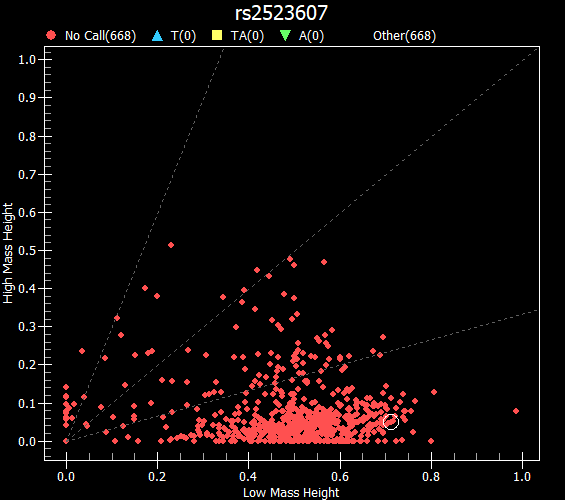 rs2523607
No Call(668) T(0) TA(0) A(0) Other(668)
1.0
0.9
0.8
0.7
0.6
0.5
0.4
0.3
0.2
0.1
0.0
High Mass Height
0.0 0.2 0.4 0.6 0.8 1.0
Low Mass Height